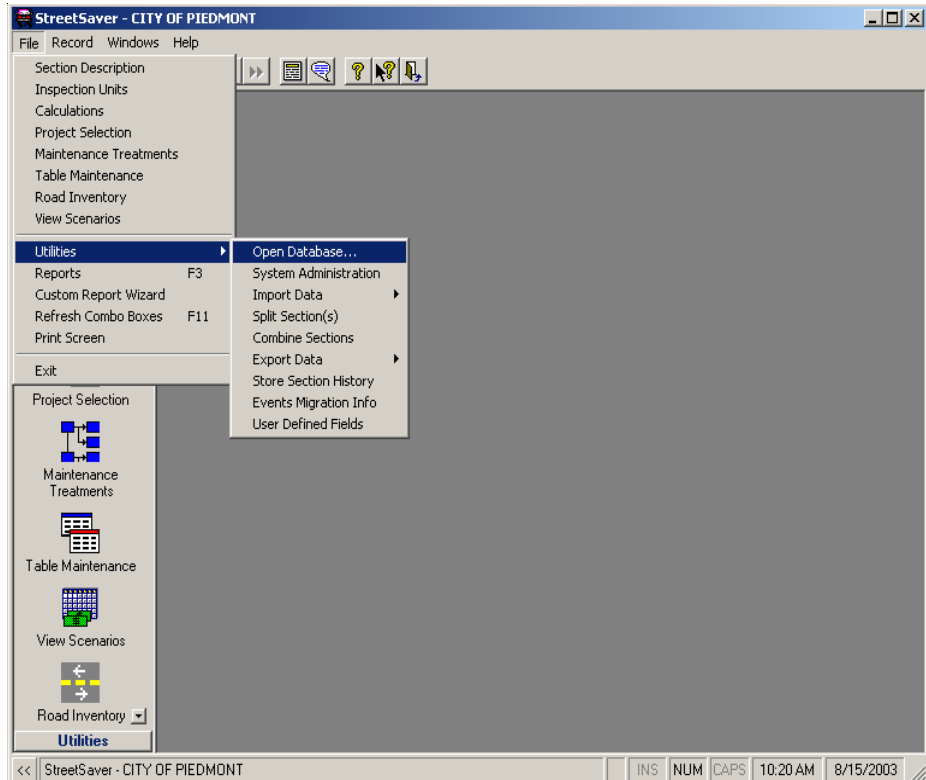 StreetSaver - CITY OF PIEDMONT
File Record Windows Help
Section Description
Inspection Units
Calculations
Project Selection
Maintenance Treatments
Table Maintenance
Road Inventory
View Scenarios
Utilities
Reports F3
Custom Report Wizard
Refresh Combo Boxes F11
Print Screen
Exit
Open Database...
System Administration
Import Data
Split Section(s)
Combine Sections
Export Data
Store Section History
Events Migration Info
User Defined Fields
Project Selection
Maintenance
Treatments
Table Maintenance
View Scenarios
Road Inventory
Utilities
<< StreetSaver - CITY OF PIEDMONT INS NUM CAPS 10:20 AM 8/15/2003